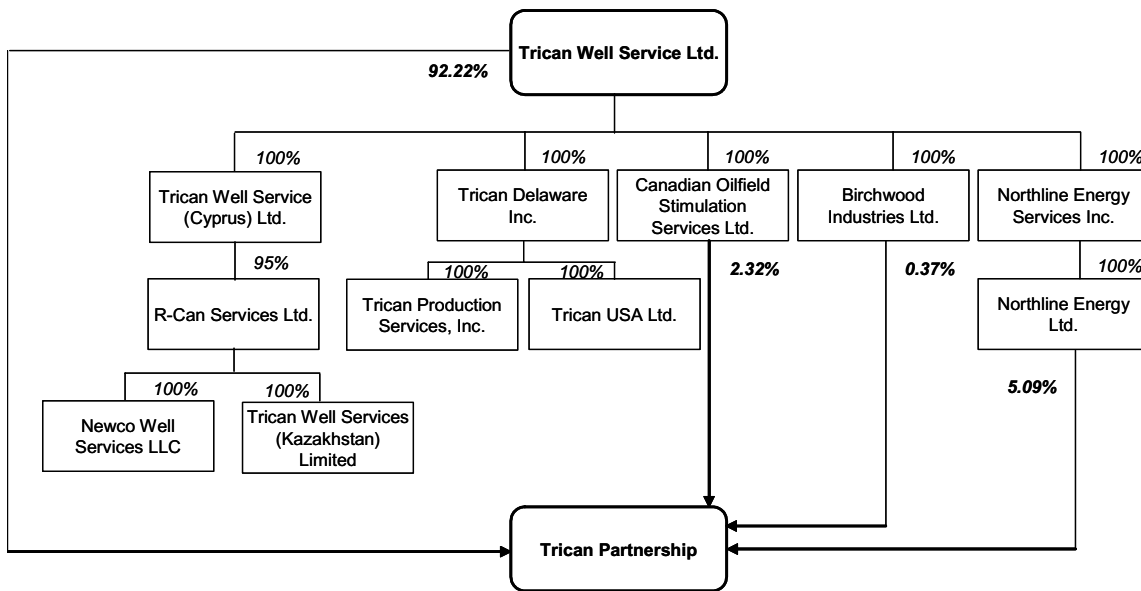 Trican Well Service Ltd.
92.22%
100%
100%
100%
100%
100%
Trican Well Service
(Cyprus) Ltd.
Trican Delaware
Inc.
Canadian Oilfield
Stimulation
Services Ltd.
Birchwood
Industries Ltd.
Northline Energy
Services Inc.
95%
100%
100%
2.32%
0.37%
100%
R-Can Services Ltd.
Trican Production
Services, Inc.
Trican USA Ltd.
Northline Energy
Ltd.
100%
100%
5.09%
Newco Well
Services LLC
Trican Well Services
(Kazakhstan)
Limited
Trican Partnership